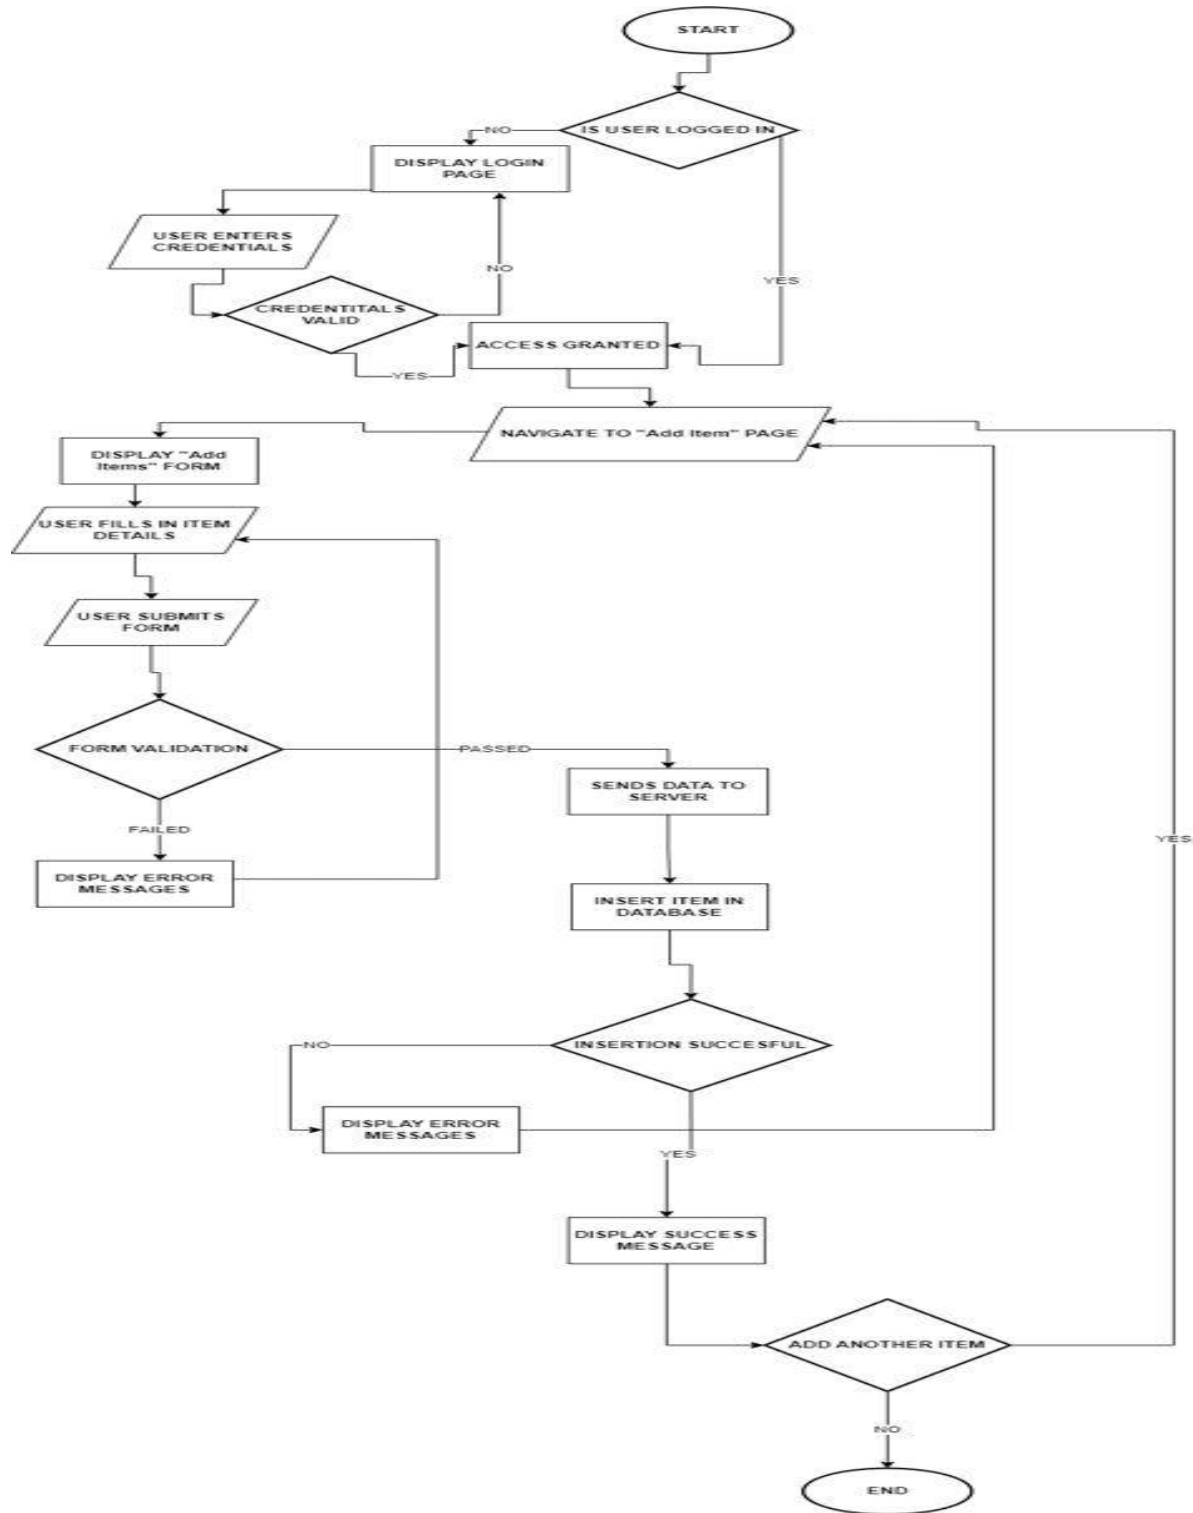 START
IS USER LOGGED IN
NO
DISPLAY LOGIN
PAGE
USER ENTERS
CREDENTIALS
NO
YES
CREDENTITALS
VALID
ACCESS GRANTED
YES
NAVIGATE TO "Add Item" PAGE
DISPLAY "Add
Items" FORM
USER FILLS IN ITEM
DETAILS
USER SUBMITS
FORM
FORM VALIDATION
PASSED
SENDS DATA TO
SERVER
FAILED
YES
DISPLAY ERROR
MESSAGES
INSERT ITEM IN
DATABASE
INSERTION SUCCESFUL
NO
DISPLAY ERROR
MESSAGES
YES
DISPLAY SUCCESS
MESSAGE
ADD ANOTHER ITEM
NO
END